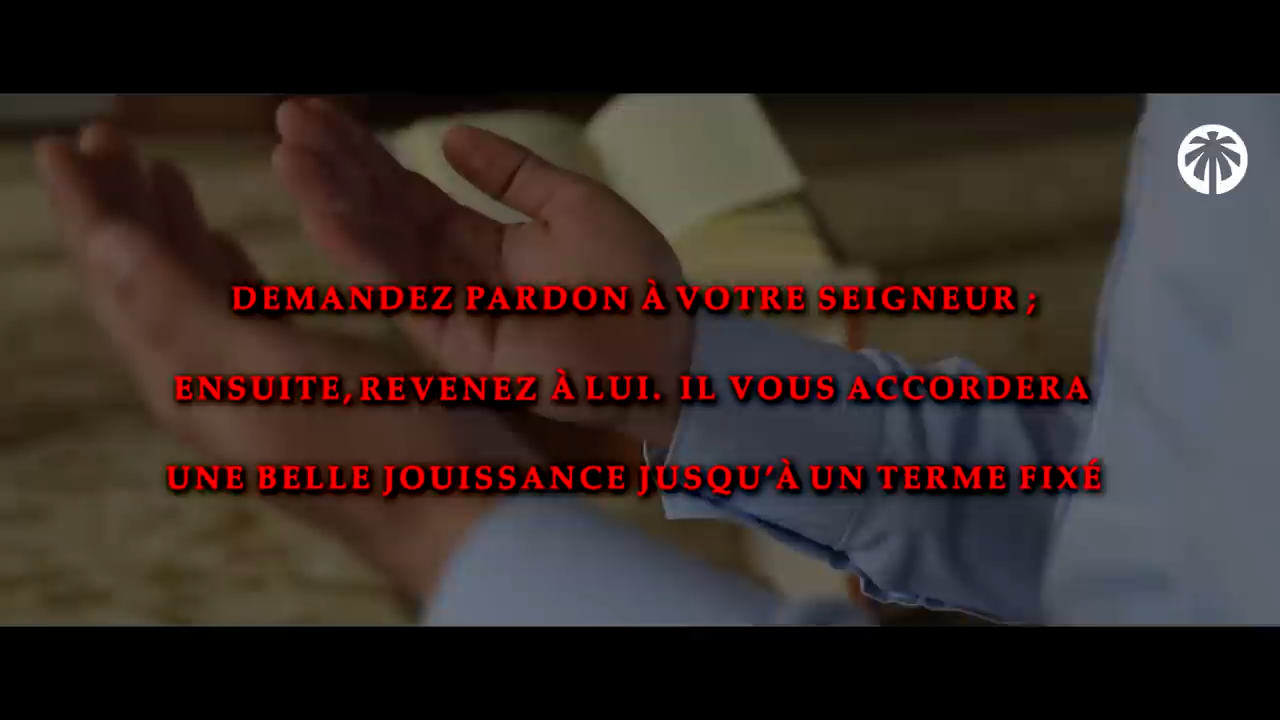 DEMANDEZ PARDON À VOTRE SEIGNEUR ;
ENSUITE, REVENEZ À LUI. IL VOUS ACCORDERA
UNE BELLE JOUISSANCE JUSQU’À UN TERME FIXÉ